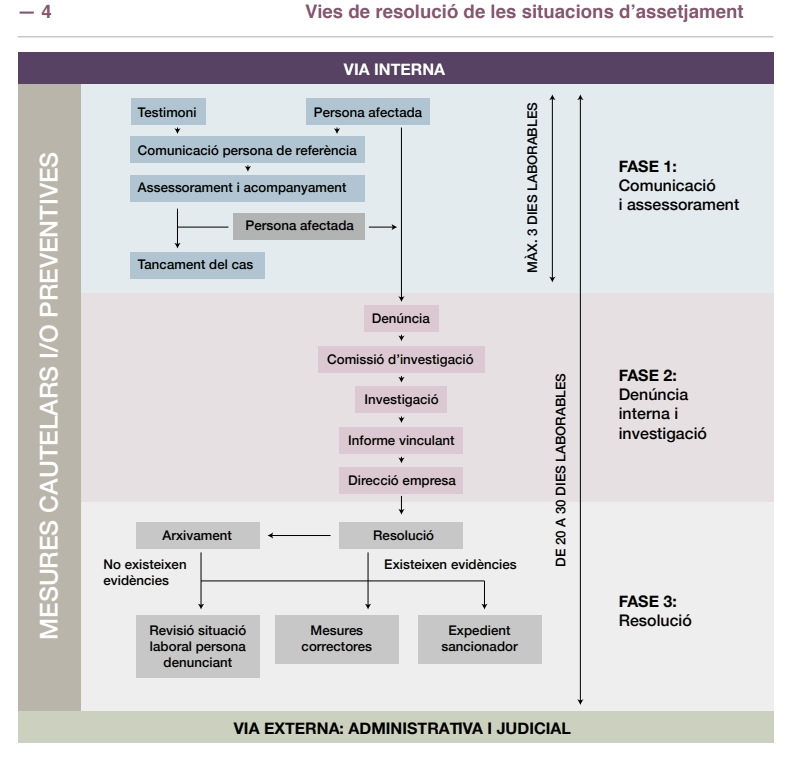 — 4
Vies de resolució de les situacions d’assetjament
VIA INTERNA
MESURES CAUTELARS I/O PREVENTIVES
Testimoni
Persona afectada
Comunicació persona de referència
Assessorament i acompanyament
Persona afectada
Tancament del cas
MÀX. 3 DIES LABORABLES
FASE 1:
Comunicació
i assessorament
Denúncia
Comissió d’investigació
Investigació
Informe vinculant
Direcció empresa
DE 20 A 30 DIES LABORABLES
FASE 2:
Denúncia
interna i
investigació
Arxivament
Resolució
No existeixen
evidències
Existeixen evidències
Revisió situació
laboral persona
denunciant
Mesures
correctores
Expedient
sancionador
FASE 3:
Resolució
VIA EXTERNA: ADMINISTRATIVA I JUDICIAL